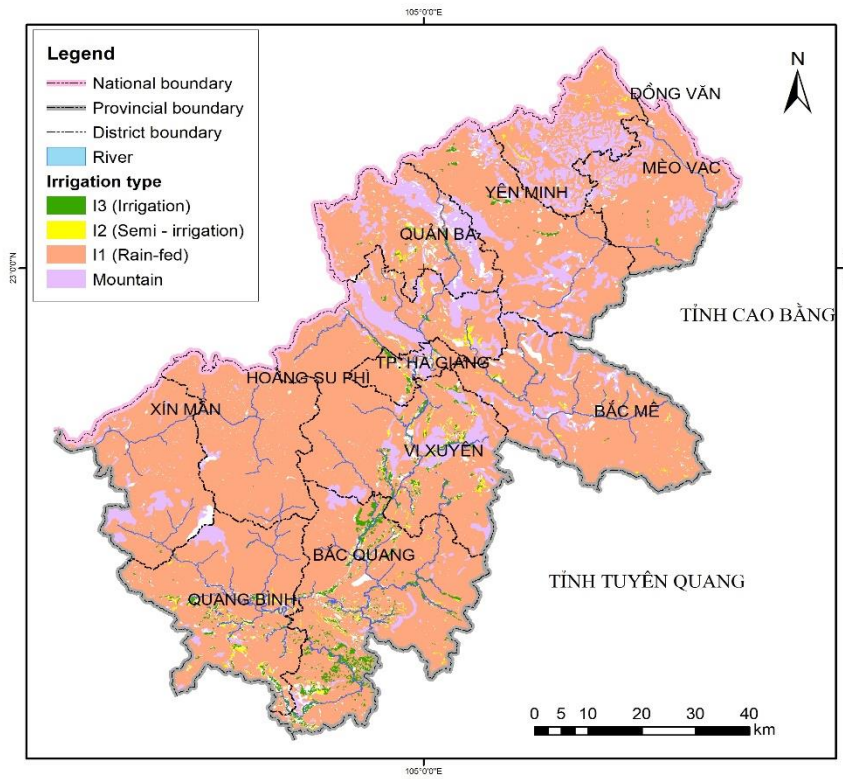 105°0'0"E
Legend
National boundary
Provincial boundary
District boundary
River
Irrigation type
I3 (Irrigation)
I2 (Semi - irrigation)
I1 (Rain-fed)
Mountain
N
ĐỒNG VĂN
MÈO VẠC
YÊN MINH
QUẢN BẠ
23°0'0"N
TỈNH CAO BẰNG
TP. HÀ GIANG
HOÀNG SU PHÌ
XÍN MẦN
BẮC MÊ
VỊ XUYÊN
BẮC QUANG
TỈNH TUYÊN QUANG
QUANG BÌNH
0 5 10 20 30 40
km
105°0'0"E